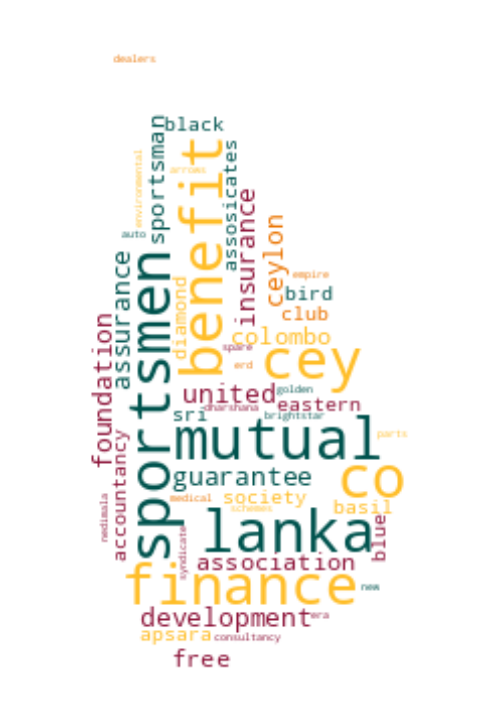 dealers
black
sportsman
benefit
environmental
arrows
assosicates
auto
insurance
ceylon
sportsmen
assurance
empire
diamond
bird
club
foundation
colombo
spare
cey
erd
united
golden
dharshana
eastern
sri
brightstar
mutual
parts
accountancy
guarantee
co
medical
society
nedimala
schemes
basil
lanka
blue
syndicate
association
finance
new
development
era
apsara
consultancy
free